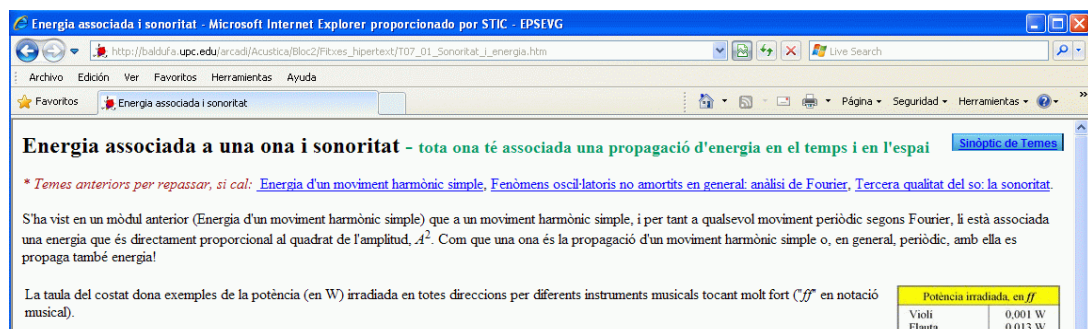 Energia associada i sonoritat - Microsoft Internet Explorer proporcionado por STIC - EPSEVG
http://baldufa.upc.edu/arcadi/Acustica/Bloc2/Fitxes_hipertext/T07_01_Sonoritat_i_energia.htm
Live Search
Archivo Edición Ver Favoritos Herramientas Ayuda
Favoritos Energia associada i sonoritat Página Seguridad Herramientas »
Energia associada a una ona i sonoritat - tota ona té associada una propagació d'energia en el temps i en l'espai Sinòptic de Temes
* Temes anteriors per repassar, si cal: Energia d'un moviment harmònic simple, Fenòmens oscil·latoris no amortits en general: anàlisi de Fourier, Tercera qualitat del so: la sonoritat.
S'ha vist en un mòdul anterior (Energia d'un moviment harmònic simple) que a un moviment harmònic simple, i per tant a qualsevol moviment periòdic segons Fourier, li està associada
una energia que és directament proporcional al quadrat de l'amplitud, A². Com que una ona és la propagació d'un moviment harmònic simple o, en general, periòdic, amb ella es
propaga també energia!
La taula del costat dona exemples de la potència (en W) irradiada en totes direccions per diferents instruments musicals tocant molt fort ("ff" en notació
musical).
Potència irradiada, en ff
Violí 0,001 W
Flauta 0,013 W